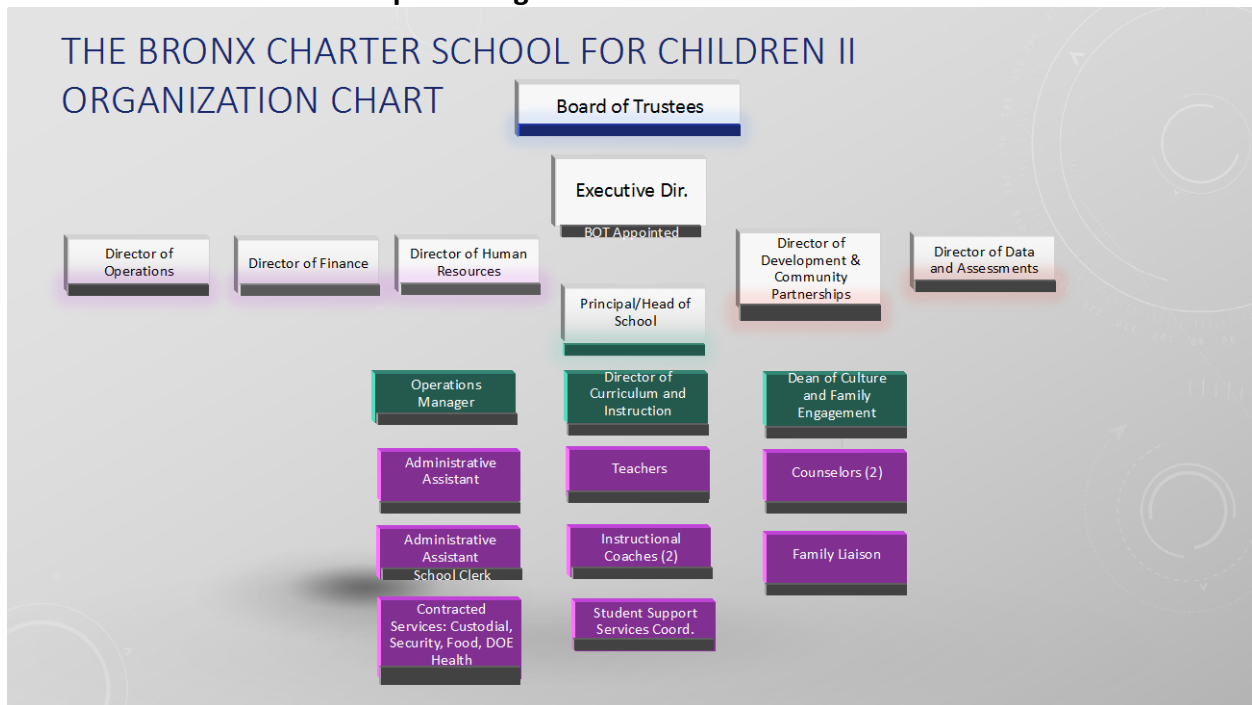 THE BRONX CHARTER SCHOOL FOR CHILDREN II
ORGANIZATION CHART
Board of Trustees
Executive Dir.
BOT Appointed
Director of
Operations
Director of Finance
Director of Human
Resources
Director of
Development &
Community
Partnerships
Director of Data
and Assessments
Principal/Head of
School
Operations
Manager
Director of
Curriculum and
Instruction
Dean of Culture
and Family
Engagement
Administrative
Assistant
Teachers
Counselors (2)
Administrative
Assistant
School Clerk
Instructional
Coaches (2)
Family Liaison
Contracted
Services: Custodial,
Security, Food, DOE
Health
Student Support
Services Coord.